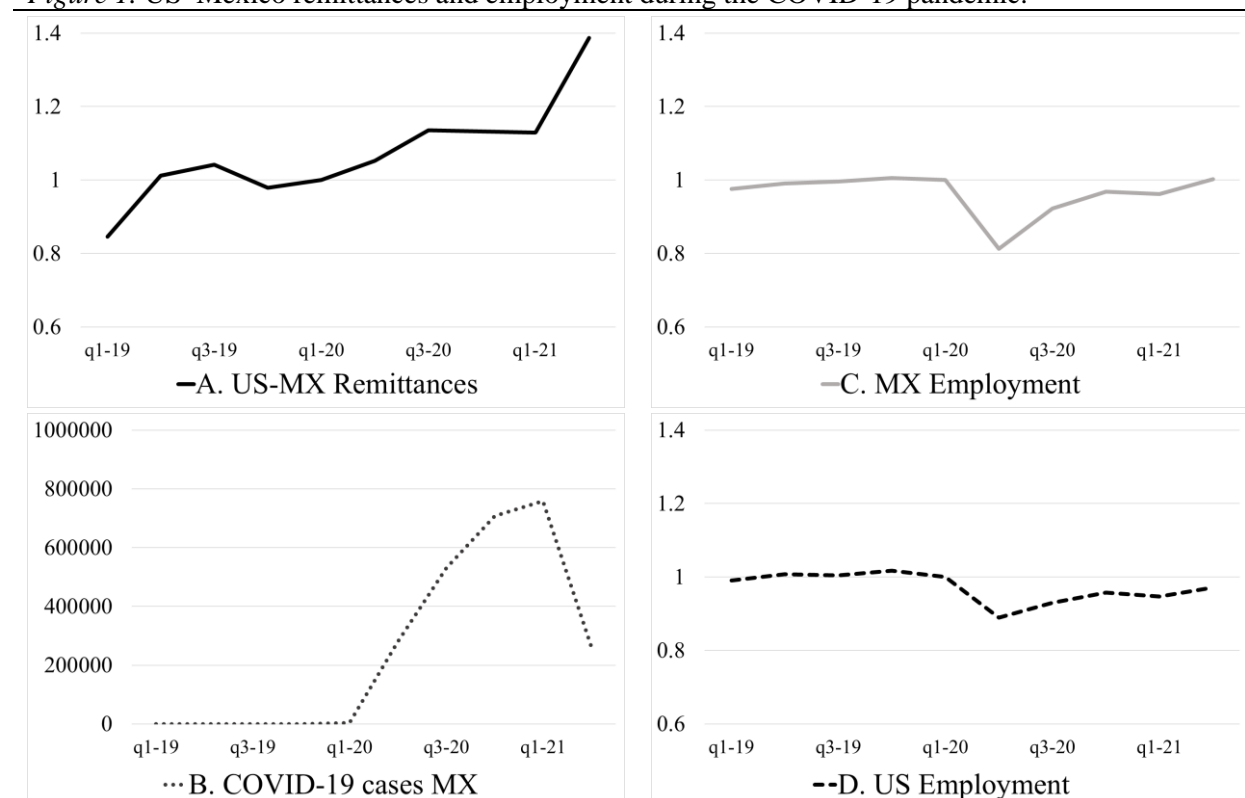 Figure 1. US–Mexico remittances and employment during the COVID-19 pandemic.
1.4
1.2
1
0.8
0.6
q1-19 q3-19 q1-20 q3-20 q1-21
A. US-MX Remittances
1.4
1.2
1
0.8
0.6
q1-19 q3-19 q1-20 q3-20 q1-21
C. MX Employment
1000000
800000
600000
400000
200000
0
q1-19 q3-19 q1-20 q3-20 q1-21
B. COVID-19 cases MX
1.4
1.2
1
0.8
0.6
q1-19 q3-19 q1-20 q3-20 q1-21
D. US Employment